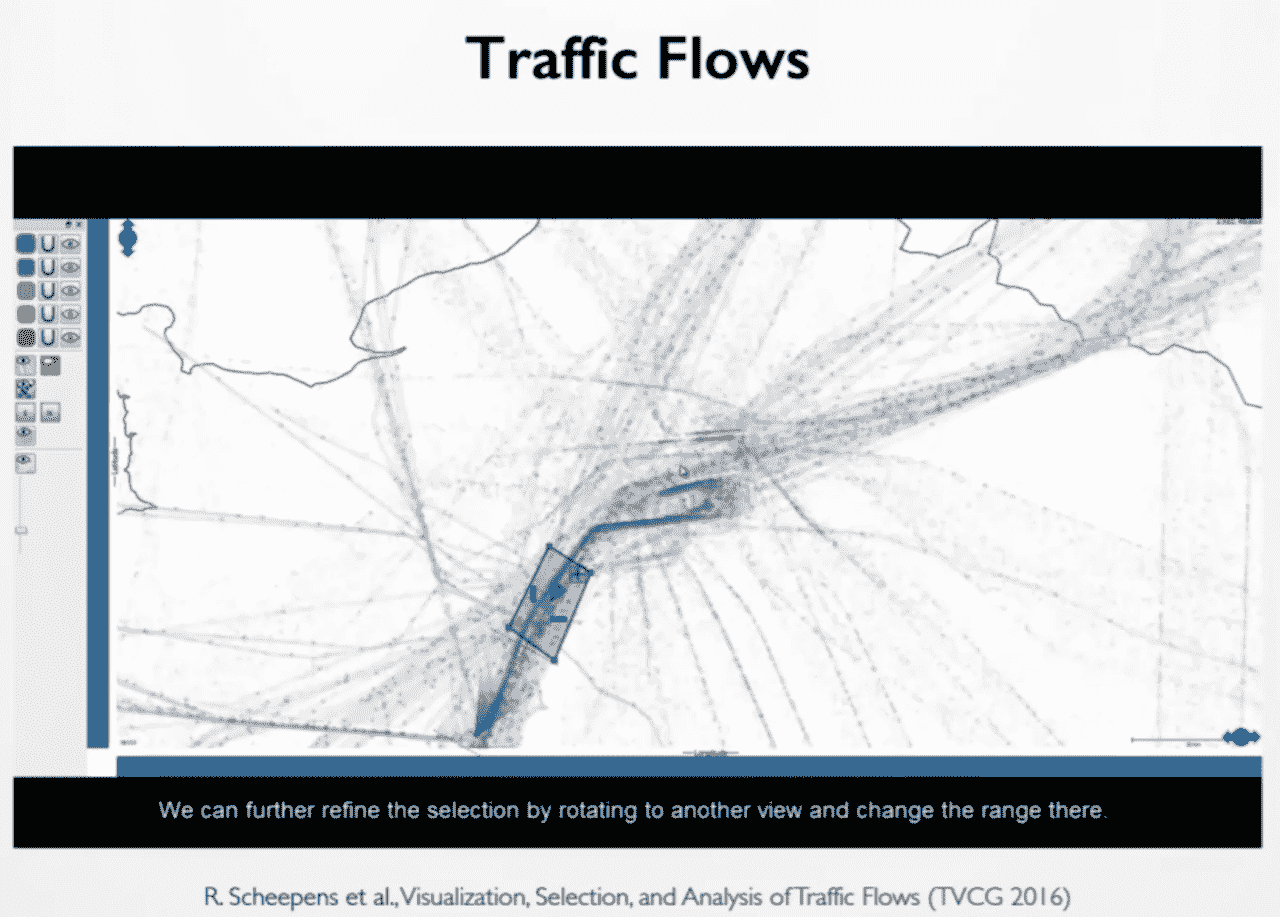 Traffic Flows
We can further refine the selection by rotating to another view and change the range there.
R. Scheepens et al., Visualization, Selection, and Analysis of Traffic Flows (TVCG 2016)